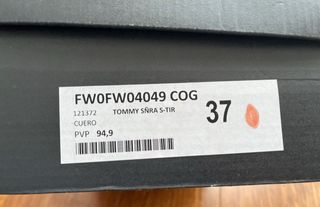 FW0FW04049 COG
121372 TOMMY SÑRA S-TIR
CUERO 37
PVP 94,9